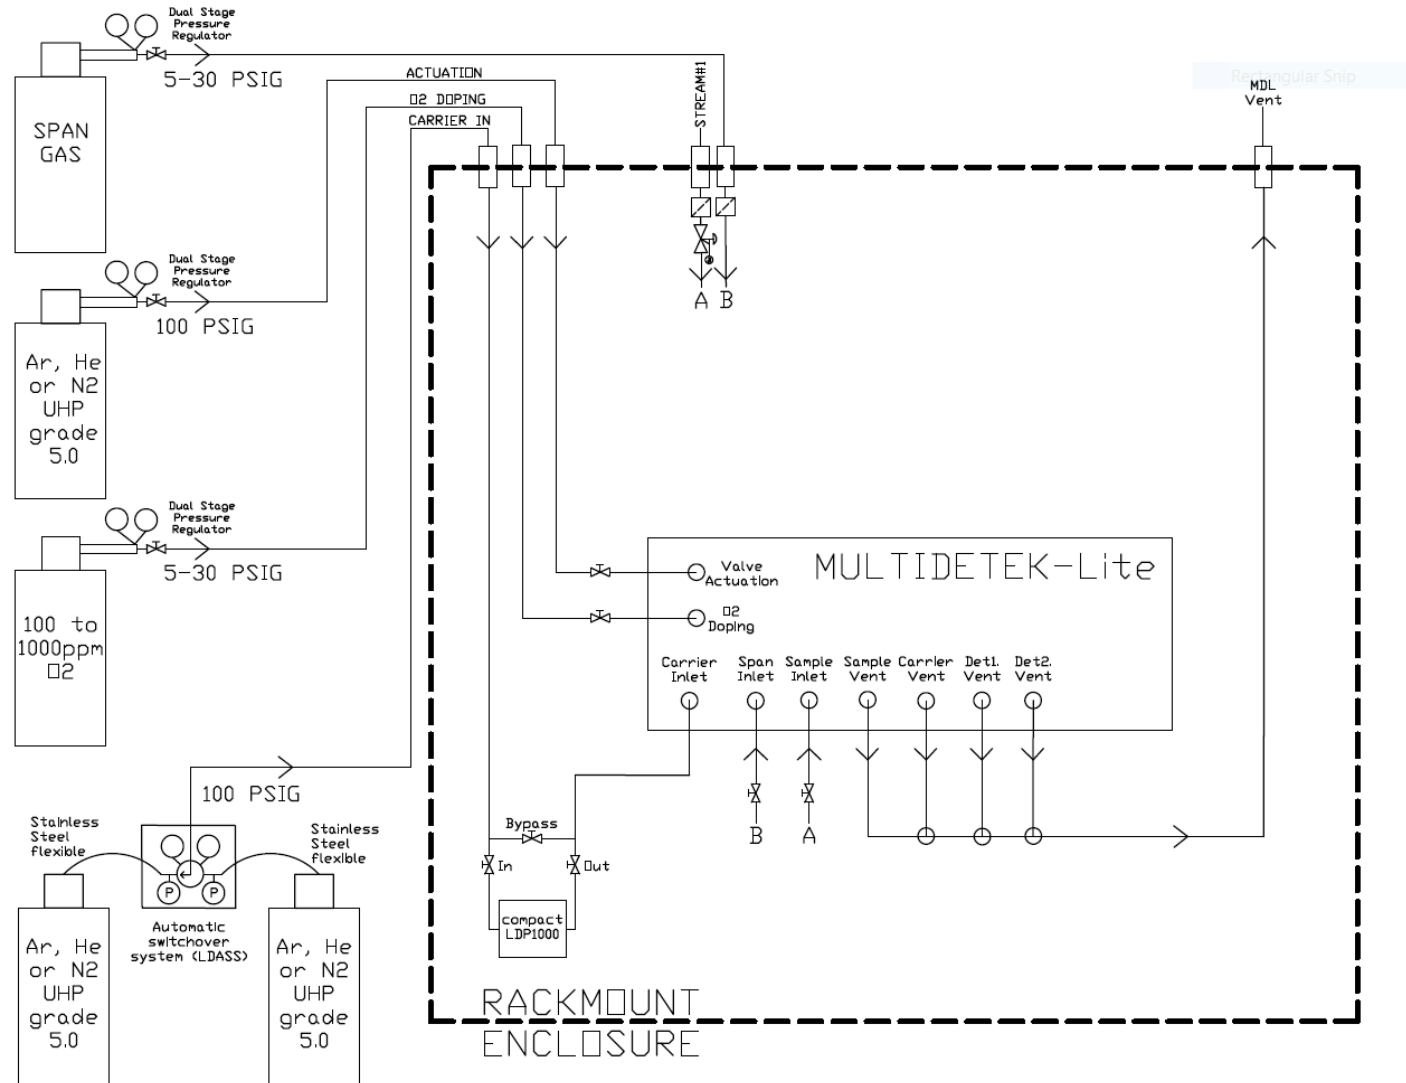 Dual Stage
Pressure
Regulator
5-30 PSIG
SPAN
GAS
ACTUATION
O2 DOPING
CARRIER IN
STREAM#1
Rectangular Snip
MDL
Vent
A B
Dual Stage
Pressure
Regulator
100 PSIG
Ar, He
or N2
UHP
grade
5.0
Dual Stage
Pressure
Regulator
5-30 PSIG
100 to
1000ppm
O2
MULTIDETEK-Lite
Valve
Actuation
O2
Doping
Carrier
Inlet
Span
Inlet
Sample
Inlet
Sample
Vent
Carrier
Vent
Det1.
Vent
Det2.
Vent
B
A
100 PSIG
Stainless
Steel
flexible
Stainless
Steel
flexible
P
P
Automatic
switchover
system (LDASS)
Ar, He
or N2
UHP
grade
5.0
Ar, He
or N2
UHP
grade
5.0
Bypass
In
Out
compact
LDP1000
RACKMOUNT
ENCLOSURE